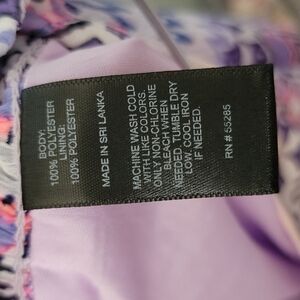 BODY:
100% POLYESTER
LINING:
100% POLYESTER
MADE IN SRI LANKA
MACHINE WASH COLD
WITH LIKE COLORS.
ONLY NON-CHLORINE
BLEACH WHEN
NEEDED. TUMBLE DRY
LOW. COOL IRON
IF NEEDED.
RN # 55285